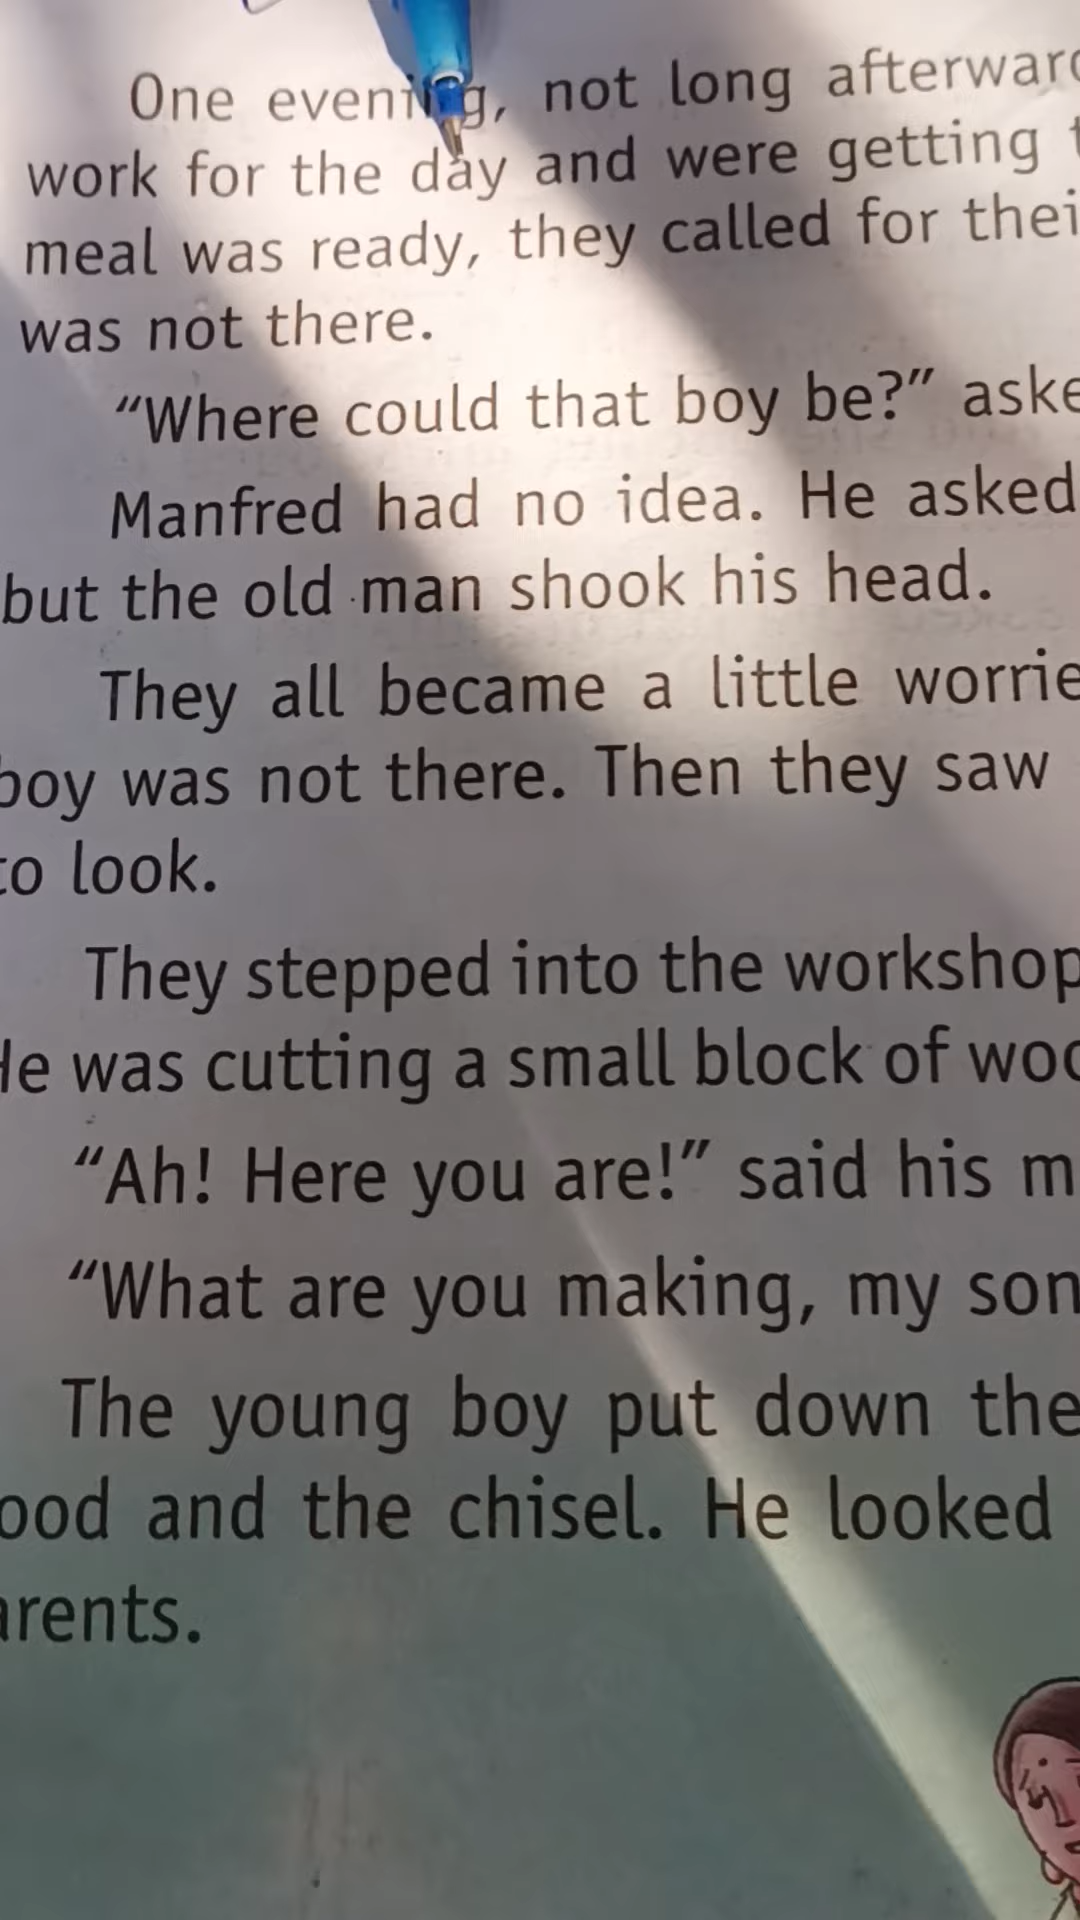 One evening, not long afterward
work for the day and were getting
meal was ready, they called for thei
was not there.
“Where could that boy be?” aske
Manfred had no idea. He asked
but the old man shook his head.
They all became a little worrie
boy was not there. Then they saw
to look.
They stepped into the workshop
He was cutting a small block of woo
“Ah! Here you are!” said his m
“What are you making, my son
The young boy put down the
ood and the chisel. He looked
arents.